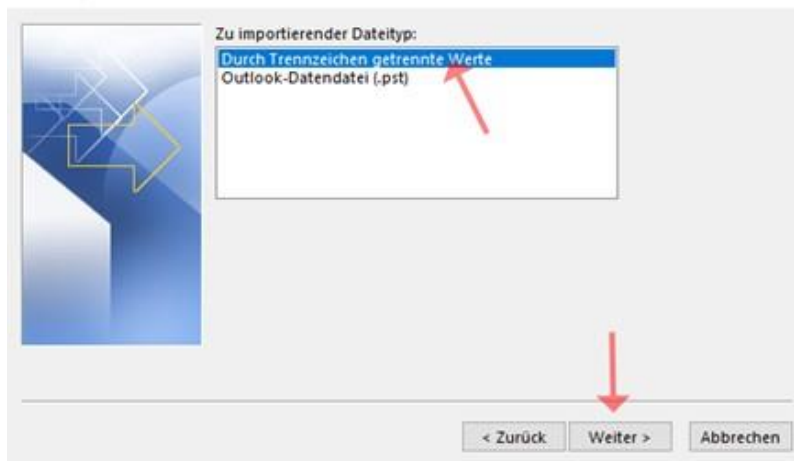 Zu importierender Dateityp:
Durch Trennzeichen getrennte Werte
Outlook-Datendatei (.pst)
< Zurück
Weiter >
Abbrechen